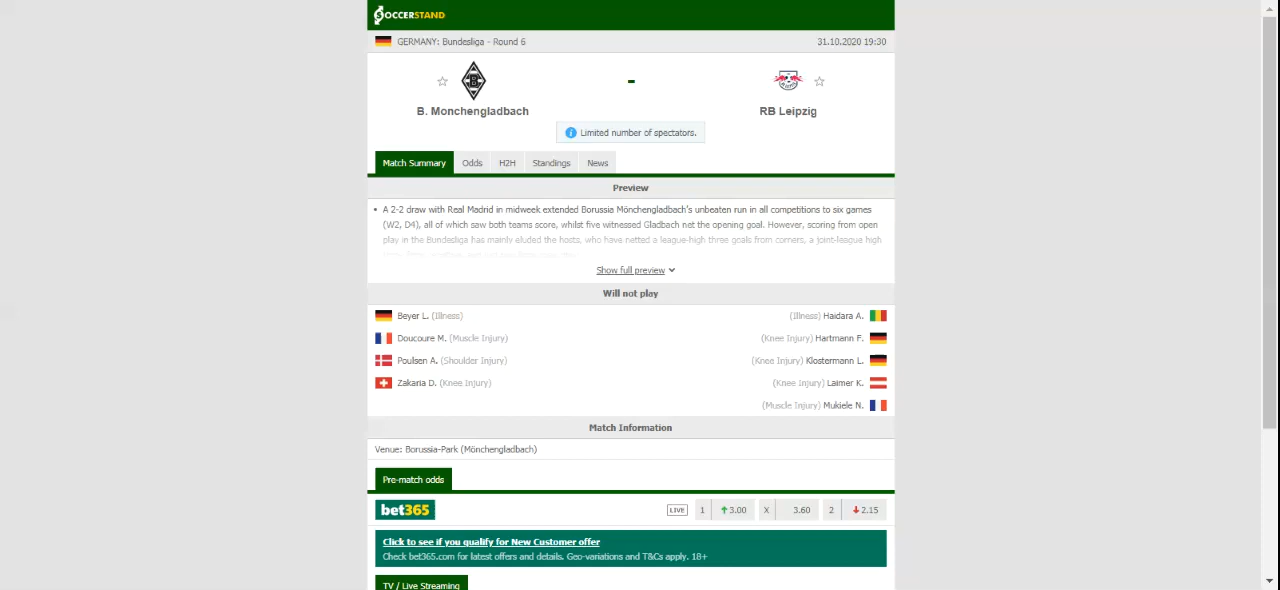 SOCCERSTAND
GERMANY: Bundesliga - Round 6 31.10.2020 19:30
-
B. Monchengladbach RB Leipzig
Limited number of spectators.
Match Summary Odds H2H Standings News
Preview
• A 2-2 draw with Real Madrid in midweek extended Borussia Mönchengladbach's unbeaten run in all competitions to six games
(W2, D4), all of which saw both teams score, whilst five witnessed Gladbach net the opening goal. However, scoring from open
play in the Bundesliga has mainly eluded the hosts, who have netted a league-high three goals from corners, a joint-league high
Show full preview
Will not play
Beyer L. (Illness) (Illness) Haidara A.
Doucoure M. (Muscle Injury) (Knee Injury) Hartmann F.
Poulsen A. (Shoulder Injury) (Knee Injury) Klostermann L.
Zakaria D. (Knee Injury) (Knee Injury) Laimer K.
(Muscle Injury) Mukiele N.
Match Information
Venue: Borussia-Park (Mönchengladbach)
Pre-match odds
bet365 LIVE 1 3.00 X 3.60 2 2.15
Click to see if you qualify for New Customer offer
Check bet365.com for latest offers and details. Geo-variations and T&Cs apply. 18+
TV / Live Streaming